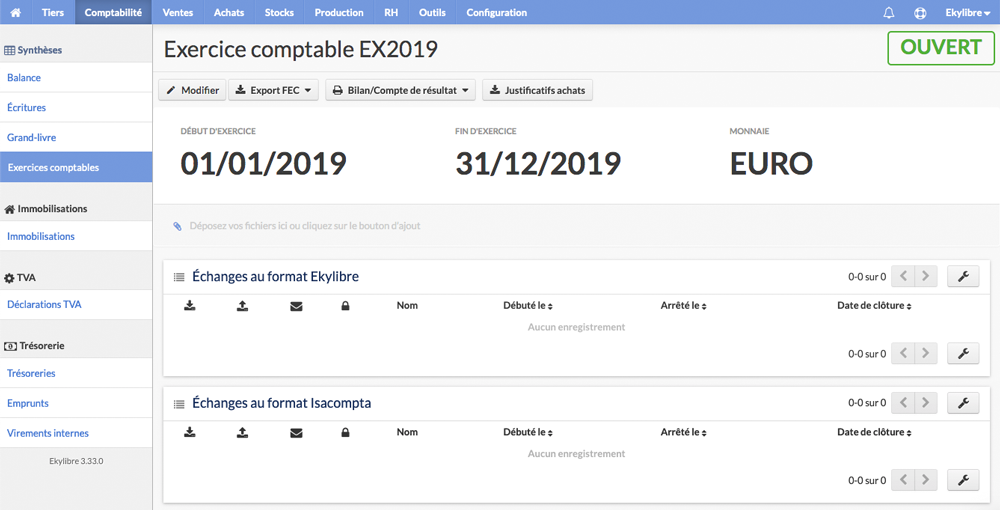 Tiers Comptabilité Ventes Achats Stocks Production RH Outils Configuration Ekylibre
Synthèses
Balance
Écritures
Grand-livre
Exercices comptables
Immobilisations
Immobilisations
TVA
Déclarations TVA
Trésorerie
Trésoreries
Emprunts
Virements internes
Ekylibre 3.33.0
Exercice comptable EX2019
OUVERT
Modifier Export FEC Bilan/Compte de résultat Justificatifs achats
DÉBUT D'EXERCICE FIN D'EXERCICE MONNAIE
01/01/2019 31/12/2019 EURO
Déposez vos fichiers ici ou cliquez sur le bouton d'ajout
Échanges au format Ekylibre 0-0 sur 0
Nom Débuté le Arrêté le Date de clôture
Aucun enregistrement
0-0 sur 0
Échanges au format Isacompta 0-0 sur 0
Nom Débuté le Arrêté le Date de clôture
Aucun enregistrement
0-0 sur 0